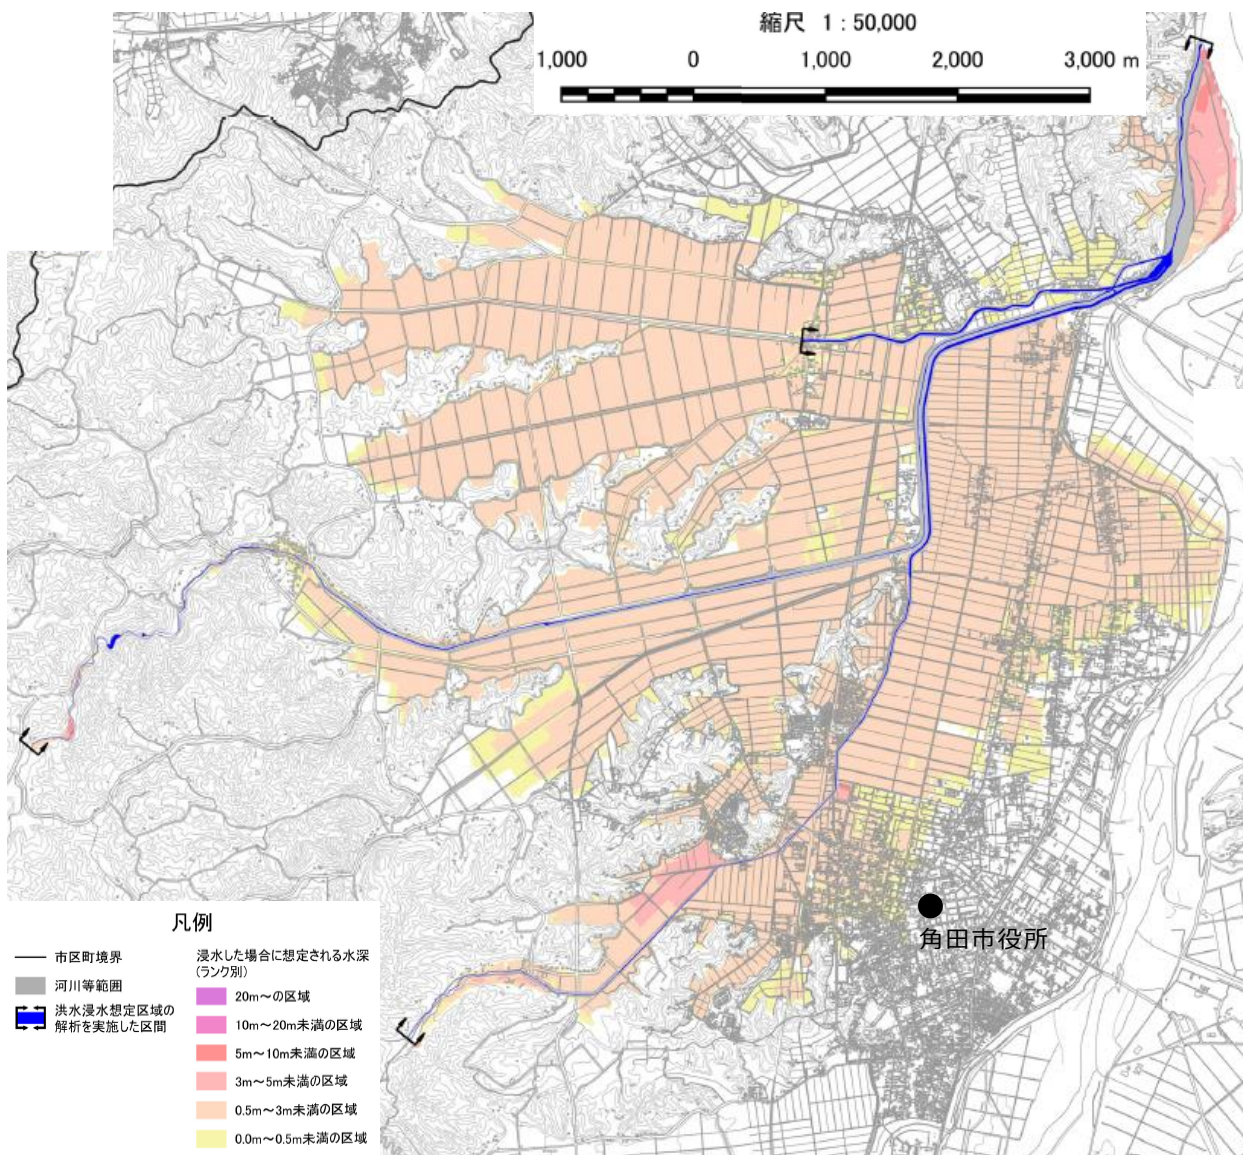 縮尺 1 : 50,000
1,000 0 1,000 2,000 3,000 m
角田市役所
凡例
市区町境界
河川等範囲
洪水浸水想定区域の
解析を実施した区間
浸水した場合に想定される水深
(ランク別)
20m～の区域
10m～20m未満の区域
5m～10m未満の区域
3m～5m未満の区域
0.5m～3m未満の区域
0.0m～0.5m未満の区域